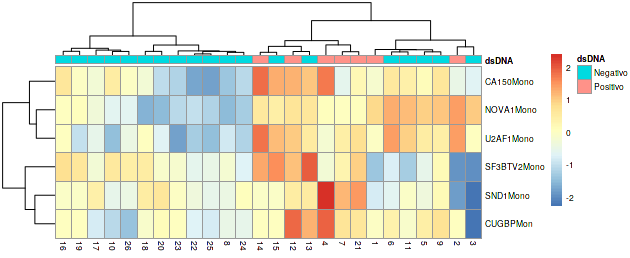 dsDNA
CA150Mono
NOVA1Mono
U2AF1Mono
SF3BTV2Mono
SND1Mono
CUGBPMon
16 19 17 10 26 18 20 23 22 25 8 24 14 15 12 13 4 7 21 1 6 11 5 9 2 3
2
1
0
-1
-2
dsDNA
Negativo
Positivo